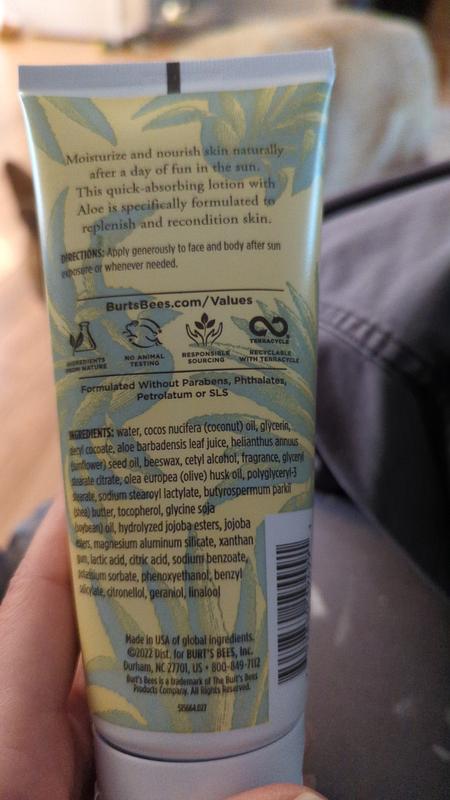 Moisturize and nourish skin naturally
after a day of fun in the sun.
This quick-absorbing lotion with
Aloe is specifically formulated to
replenish and recondition skin.
DIRECTIONS: Apply generously to face and body after sun
exposure or whenever needed.
BurtsBees.com/Values
INGREDIENTS
FROM NATURE
NO ANIMAL
TESTING
RESPONSIBLE
SOURCING
TERRACYCLE
RECYCLABLE
WITH TERRACYCLE
Formulated Without Parabens, Phthalates,
Petrolatum or SLS
INGREDIENTS: water, cocos nucifera (coconut) oil, glycerin,
decyl cocoate, aloe barbadensis leaf juice, helianthus annuus
(sunflower) seed oil, beeswax, cetyl alcohol, fragrance, glyceryl
stearate citrate, olea europea (olive) husk oil, polyglyceryl-3
stearate, sodium stearoyl lactylate, butyrospermum parkii
(shea) butter, tocopherol, glycine soja
(soybean) oil, hydrolyzed jojoba esters, jojoba
esters, magnesium aluminum silicate, xanthan
gum, lactic acid, citric acid, sodium benzoate,
potassium sorbate, phenoxyethanol, benzyl
salicylate, citronellol, geraniol, linalool
Made in USA of global ingredients.
©2022 Dist. for BURT'S BEES, Inc.
Durham, NC 27701, US • 800-849-7112
Burt's Bees is a trademark of The Burt's Bees
Products Company. All Rights Reserved.
SI5664.027